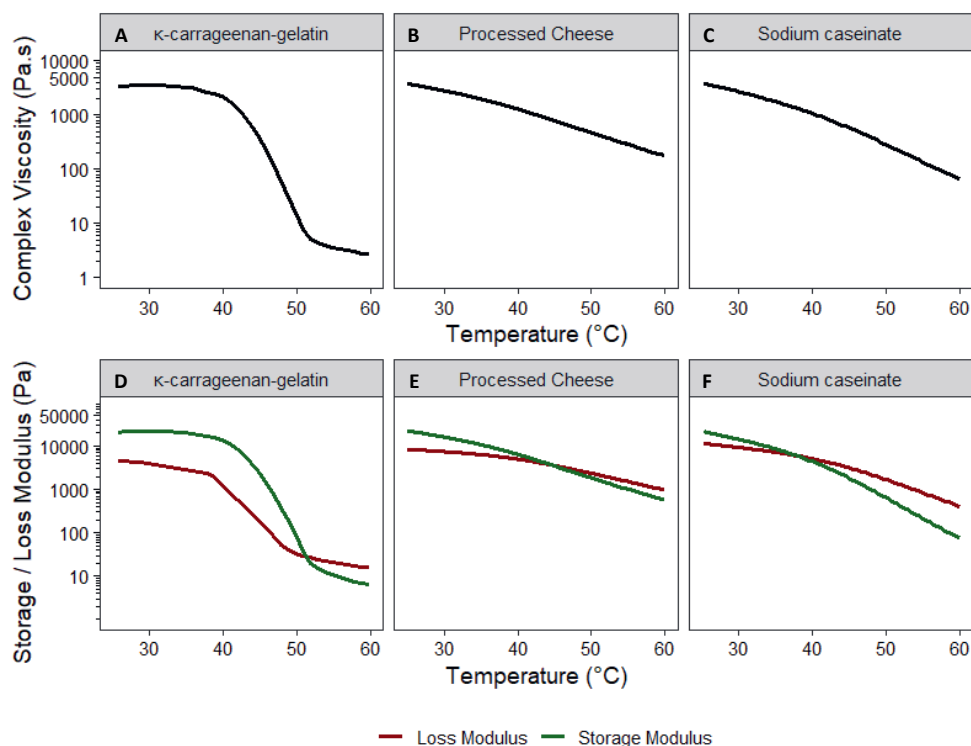 A κ-carrageenan-gelatin
B Processed Cheese
C Sodium caseinate
Complex Viscosity (Pa.s)
10000
5000
1000
100
10
1
30 40 50 60
30 40 50 60
30 40 50 60
Temperature (°C)
D κ-carrageenan-gelatin
E Processed Cheese
F Sodium caseinate
Storage / Loss Modulus (Pa)
50000
10000
1000
100
10
30 40 50 60
30 40 50 60
30 40 50 60
Temperature (°C)
Loss Modulus Storage Modulus